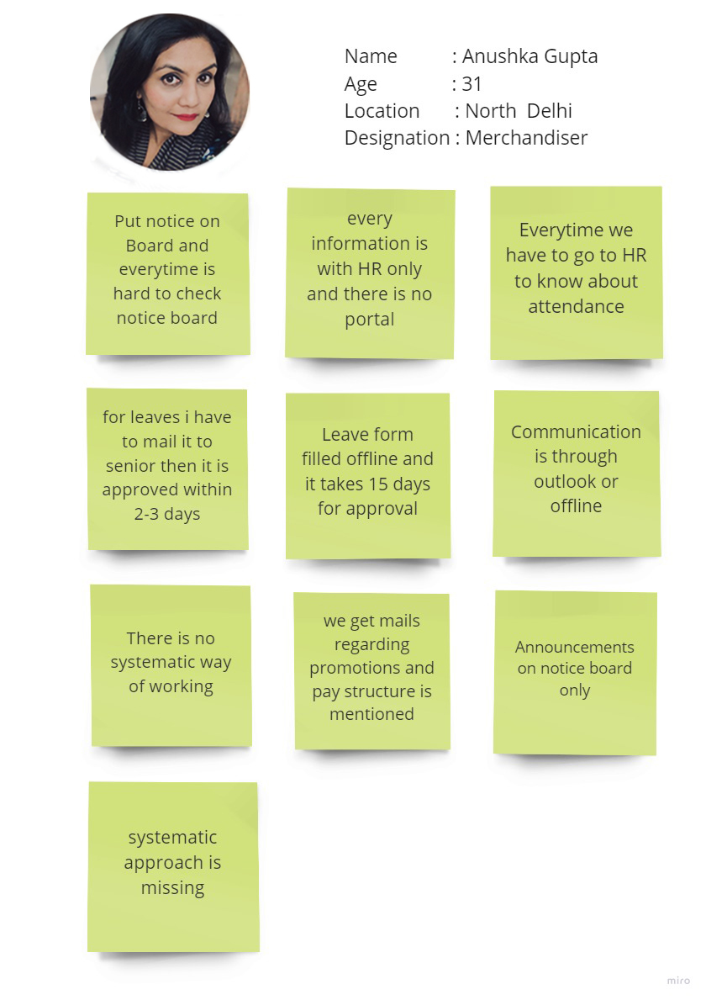 Name : Anushka Gupta
Age : 31
Location : North Delhi
Designation : Merchandiser
Put notice on
Board and
everytime is
hard to check
notice board
every
information is
with HR only
and there is no
portal
Everytime we
have to go to HR
to know about
attendance
for leaves i have
to mail it to
senior then it is
approved within
2-3 days
Leave form
filled offline and
it takes 15 days
for approval
Communication
is through
outlook or
offline
There is no
systematic way
of working
we get mails
regarding
promotions and
pay structure is
mentioned
Announcements
on notice board
only
systematic
approach is
missing
miro